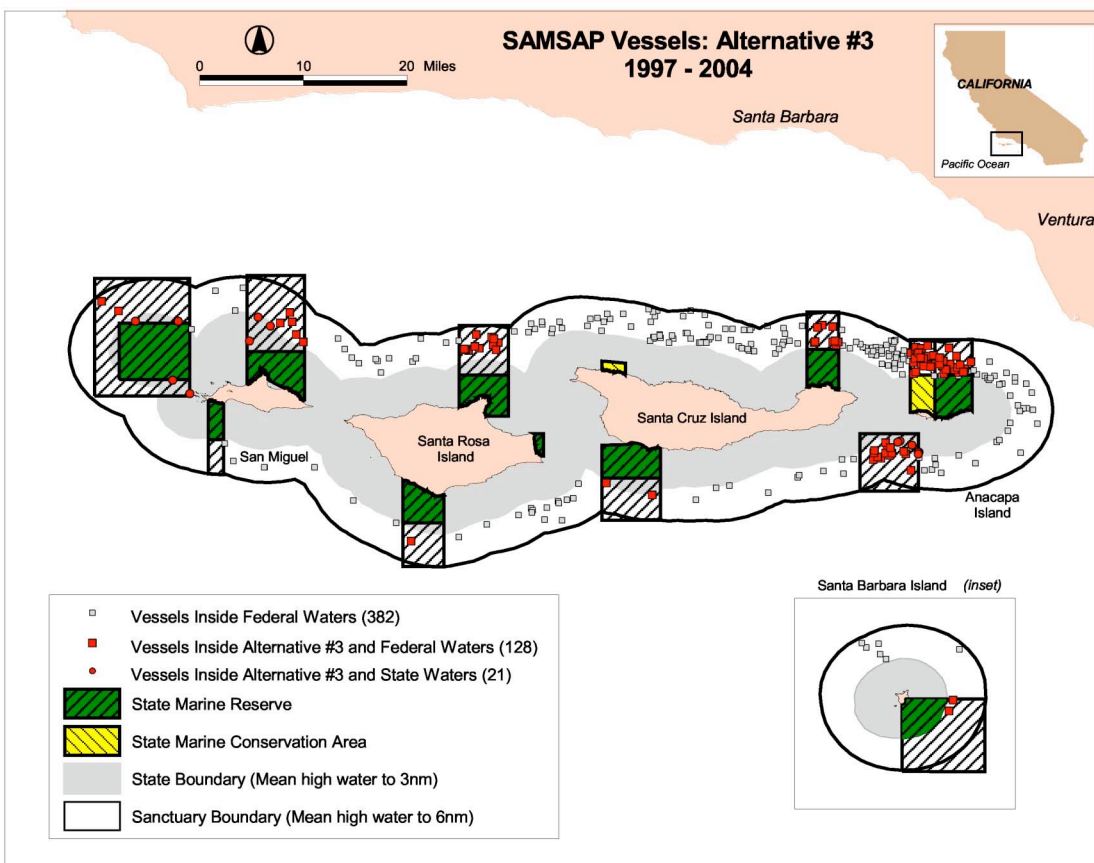 SAMSAP Vessels: Alternative #3
1997 - 2004
0 10 20 Miles
CALIFORNIA
Pacific Ocean
Santa Barbara
Ventura
San Miguel
Santa Rosa
Island
Santa Cruz Island
Anacapa
Island
Santa Barbara Island (inset)
Vessels Inside Federal Waters (382)
Vessels Inside Alternative #3 and Federal Waters (128)
Vessels Inside Alternative #3 and State Waters (21)
State Marine Reserve
State Marine Conservation Area
State Boundary (Mean high water to 3nm)
Sanctuary Boundary (Mean high water to 6nm)